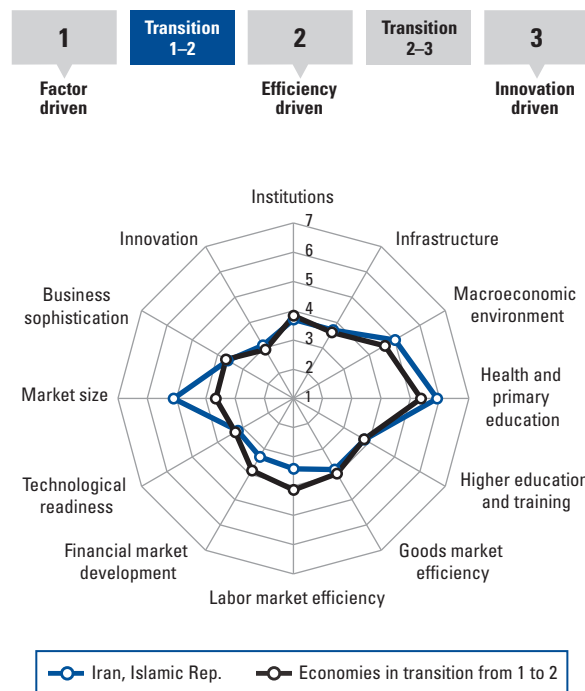 1
Transition
1–2
2
Transition
2–3
3
Factor
driven
Efficiency
driven
Innovation
driven
Institutions
7
Innovation
Infrastructure
6
5
Business
sophistication
Macroeconomic
environment
4
3
2
Market size
1
Health and
primary
education
Technological
readiness
Higher education
and training
Financial market
development
Goods market
efficiency
Labor market efficiency
Iran, Islamic Rep.
Economies in transition from 1 to 2